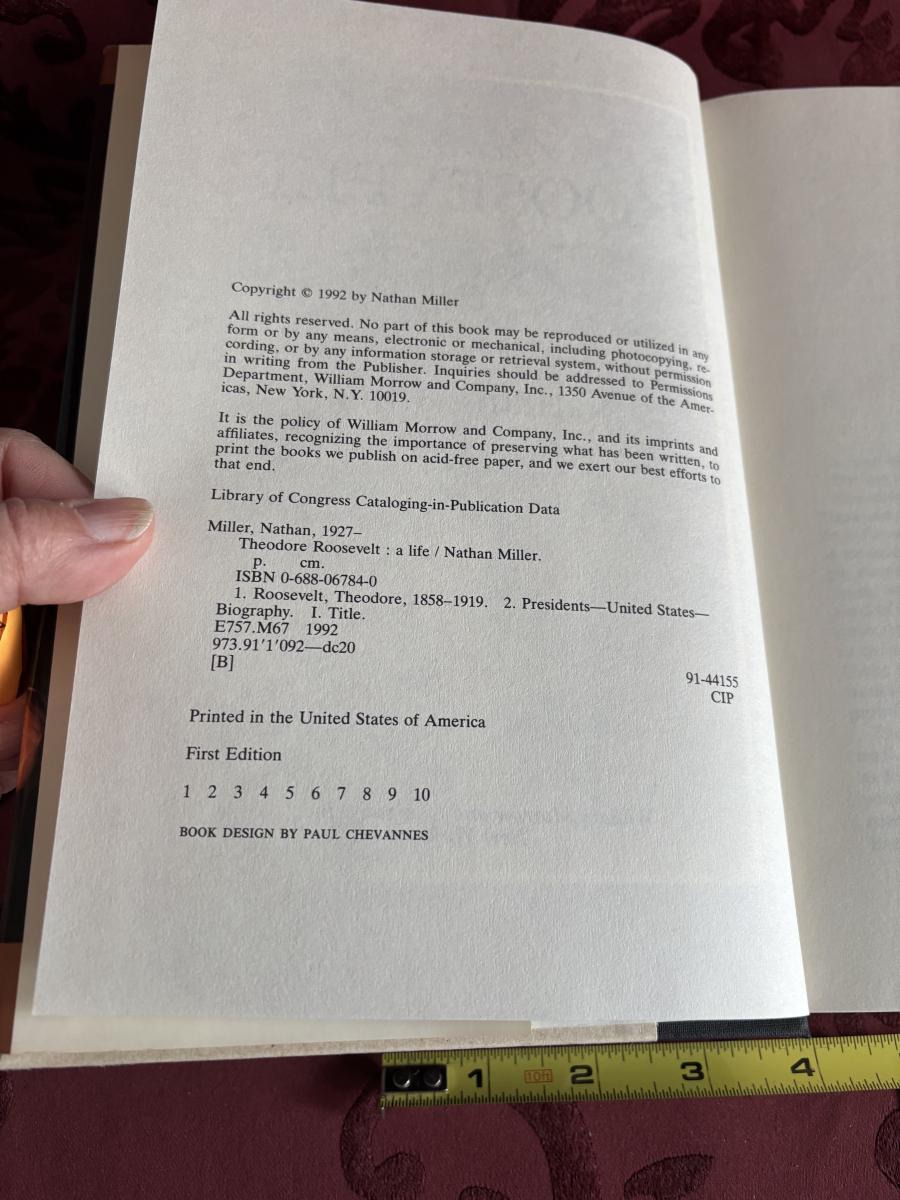 Copyright © 1992 by Nathan Miller
All rights reserved. No part of this book may be reproduced or utilized in any
form or by any means, electronic or mechanical, including photocopying, re-
cording, or by any information storage or retrieval system, without permission
in writing from the Publisher. Inquiries should be addressed to Permissions
Department, William Morrow and Company, Inc., 1350 Avenue of the Amer-
icas, New York, N.Y. 10019.
It is the policy of William Morrow and Company, Inc., and its imprints and
affiliates, recognizing the importance of preserving what has been written, to
print the books we publish on acid-free paper, and we exert our best efforts to
that end.
Library of Congress Cataloging-in-Publication Data
Miller, Nathan, 1927–
Theodore Roosevelt : a life / Nathan Miller.
p. cm.
ISBN 0-688-06784-0
1. Roosevelt, Theodore, 1858–1919. 2. Presidents—United States—
Biography. I. Title.
E757.M67 1992
973.91'1'092—dc20
[B]
91-44155
CIP
Printed in the United States of America
First Edition
1 2 3 4 5 6 7 8 9 10
BOOK DESIGN BY PAUL CHEVANNES
1 10ft 2 3 4